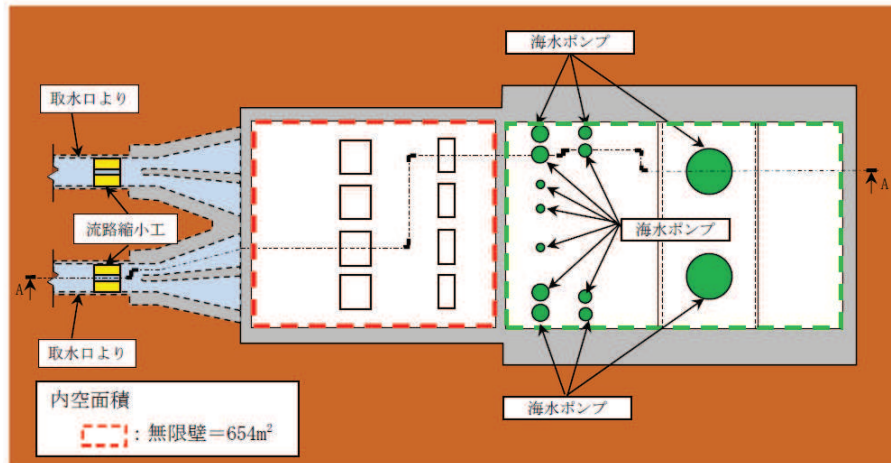 海水ポンプ
取水口より
A
流路縮小工
海水ポンプ
A
取水口より
海水ポンプ
内空面積
：無限壁＝654m²